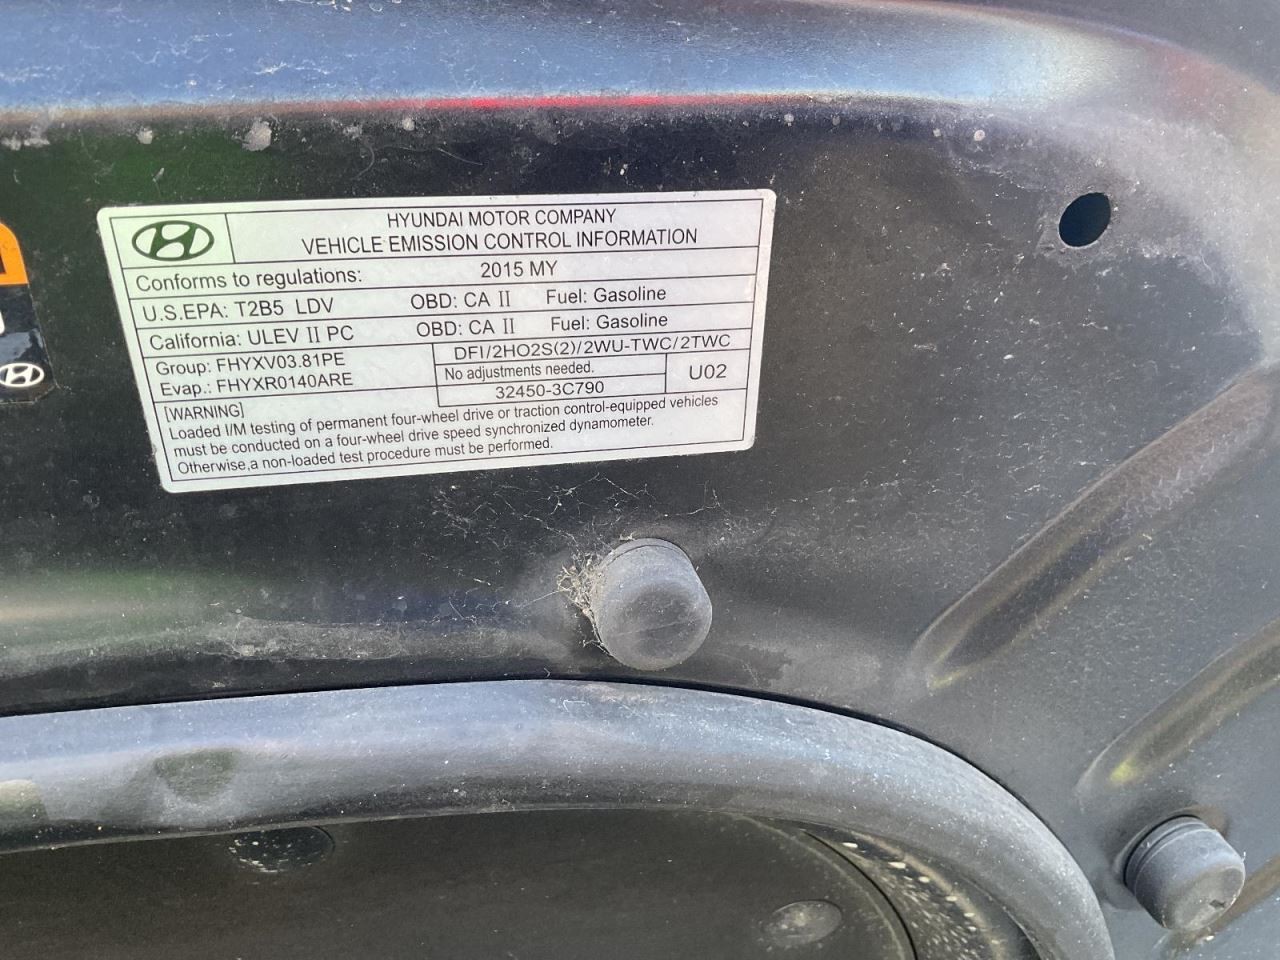 HYUNDAI MOTOR COMPANY
VEHICLE EMISSION CONTROL INFORMATION
Conforms to regulations: 2015 MY
U.S.EPA: T2B5 LDV OBD: CA II Fuel: Gasoline
California: ULEV II PC OBD: CA II Fuel: Gasoline
Group: FHYXV03.81PE
Evap.: FHYXR0140ARE
DFI/2HO2S(2)/2WU-TWC/2TWC
No adjustments needed.
32450-3C790
U02
[WARNING]
Loaded I/M testing of permanent four-wheel drive or traction control-equipped vehicles
must be conducted on a four-wheel drive speed synchronized dynamometer.
Otherwise,a non-loaded test procedure must be performed.